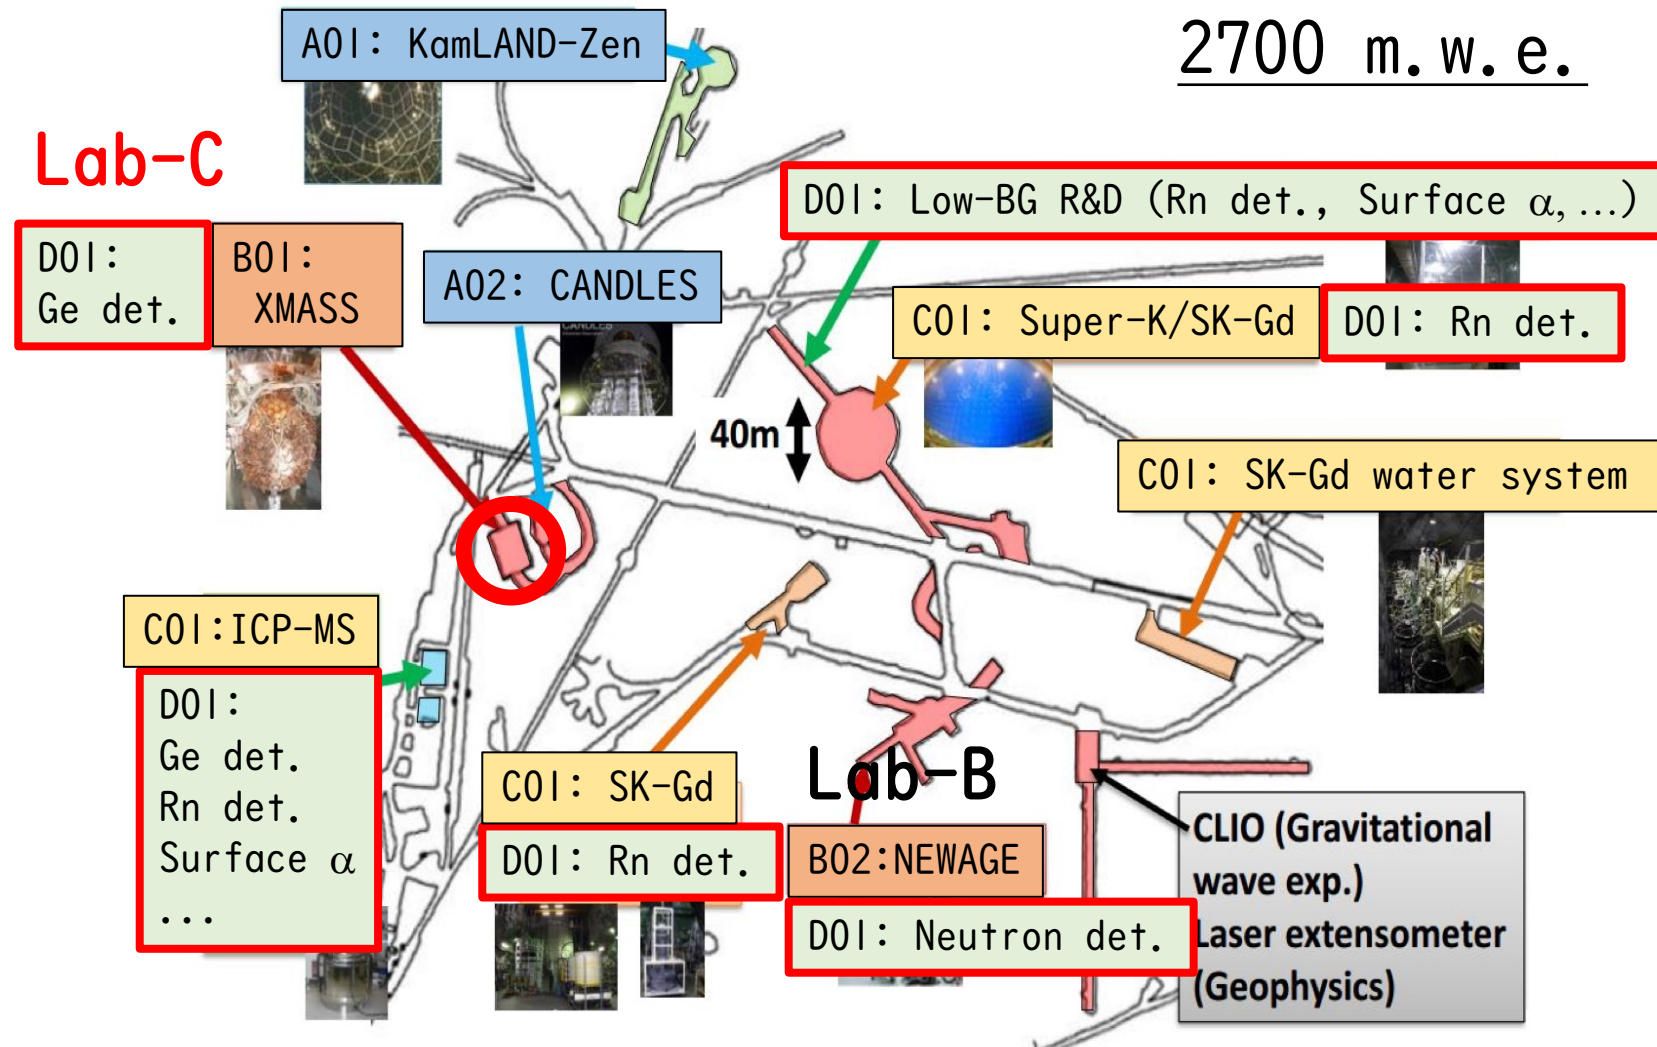 A01: KamLAND-Zen
2700 m.w.e.
Lab-C
D01: Low-BG R&D (Rn det., Surface α, ...)
D01:
Ge det.
B01:
XMASS
A02: CANDLES
CANDLES
C01: Super-K/SK-Gd
D01: Rn det.
40m
C01: SK-Gd water system
C01:ICP-MS
D01:
Ge det.
Rn det.
Surface α
...
C01: SK-Gd
D01: Rn det.
Lab-B
B02:NEWAGE
D01: Neutron det.
CLIO (Gravitational
wave exp.)
Laser extensometer
(Geophysics)